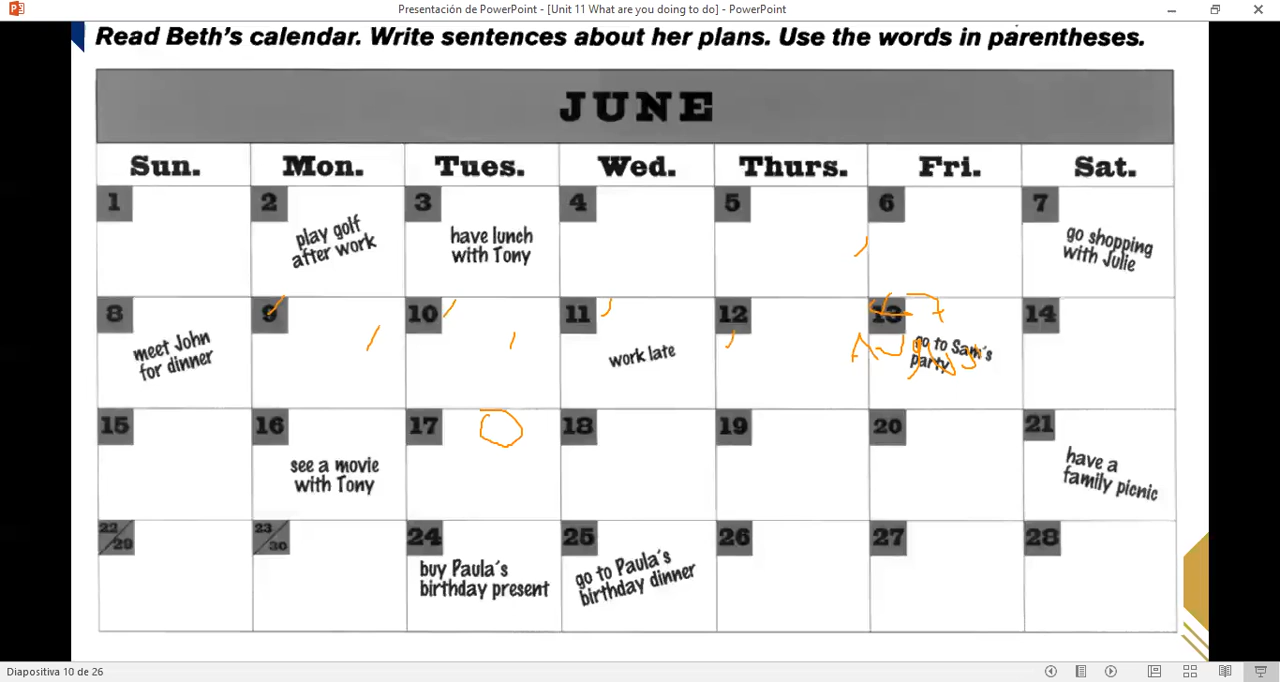 Presentación de PowerPoint - [Unit 11 What are you doing to do] - PowerPoint
Read Beth's calendar. Write sentences about her plans. Use the words in parentheses.
JUNE
Sun. Mon. Tues. Wed. Thurs. Fri. Sat.
1 2 3 4 5 6 7
play golf
after work
have lunch
with Tony
go shopping
with Julie
8 9 10 11 12 13 14
meet John
for dinner
work late
go to Sam's
party
15 16 17 18 19 20 21
see a movie
with Tony
have a
family picnic
22/29 23/30 24 25 26 27 28
buy Paula's
birthday present
go to Paula's
birthday dinner
Diapositiva 10 de 26